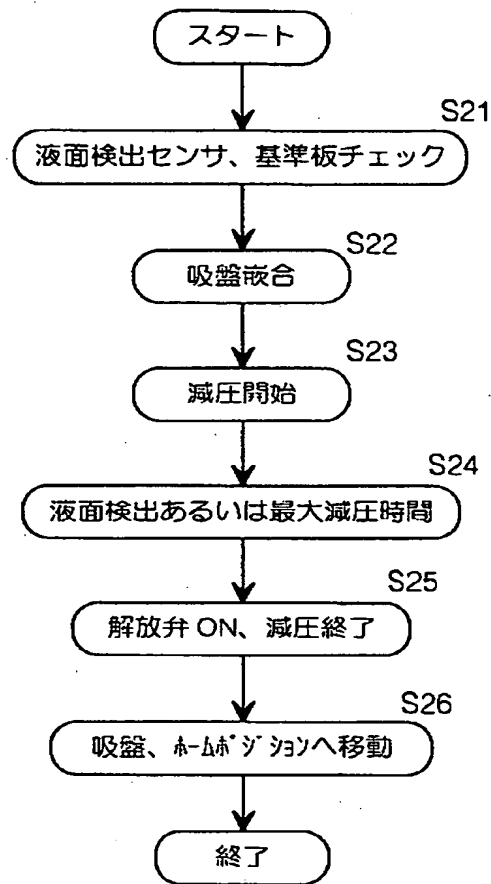 スタート
S21
液面検出センサ、基準板チェック
S22
吸盤嵌合
S23
減圧開始
S24
液面検出あるいは最大減圧時間
S25
解放弁 ON、減圧終了
S26
吸盤、ﾎｰﾑﾎﾟｼﾞｼｮﾝへ移動
終了